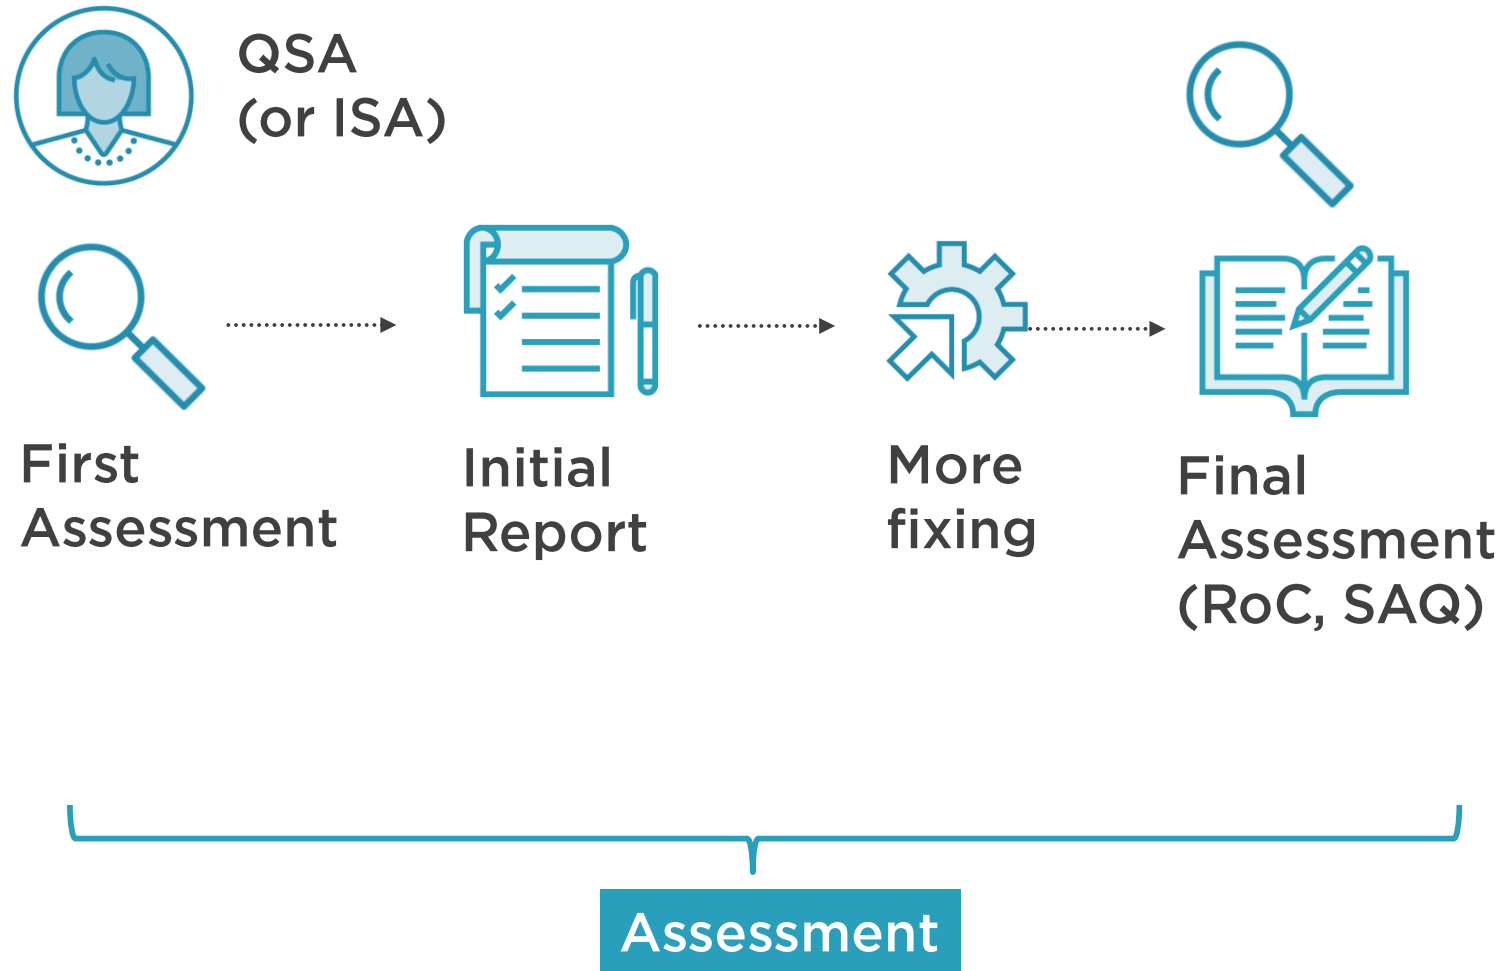 QSA
(or ISA)
First
Assessment
Initial
Report
More
fixing
Final
Assessment
(RoC, SAQ)
Assessment